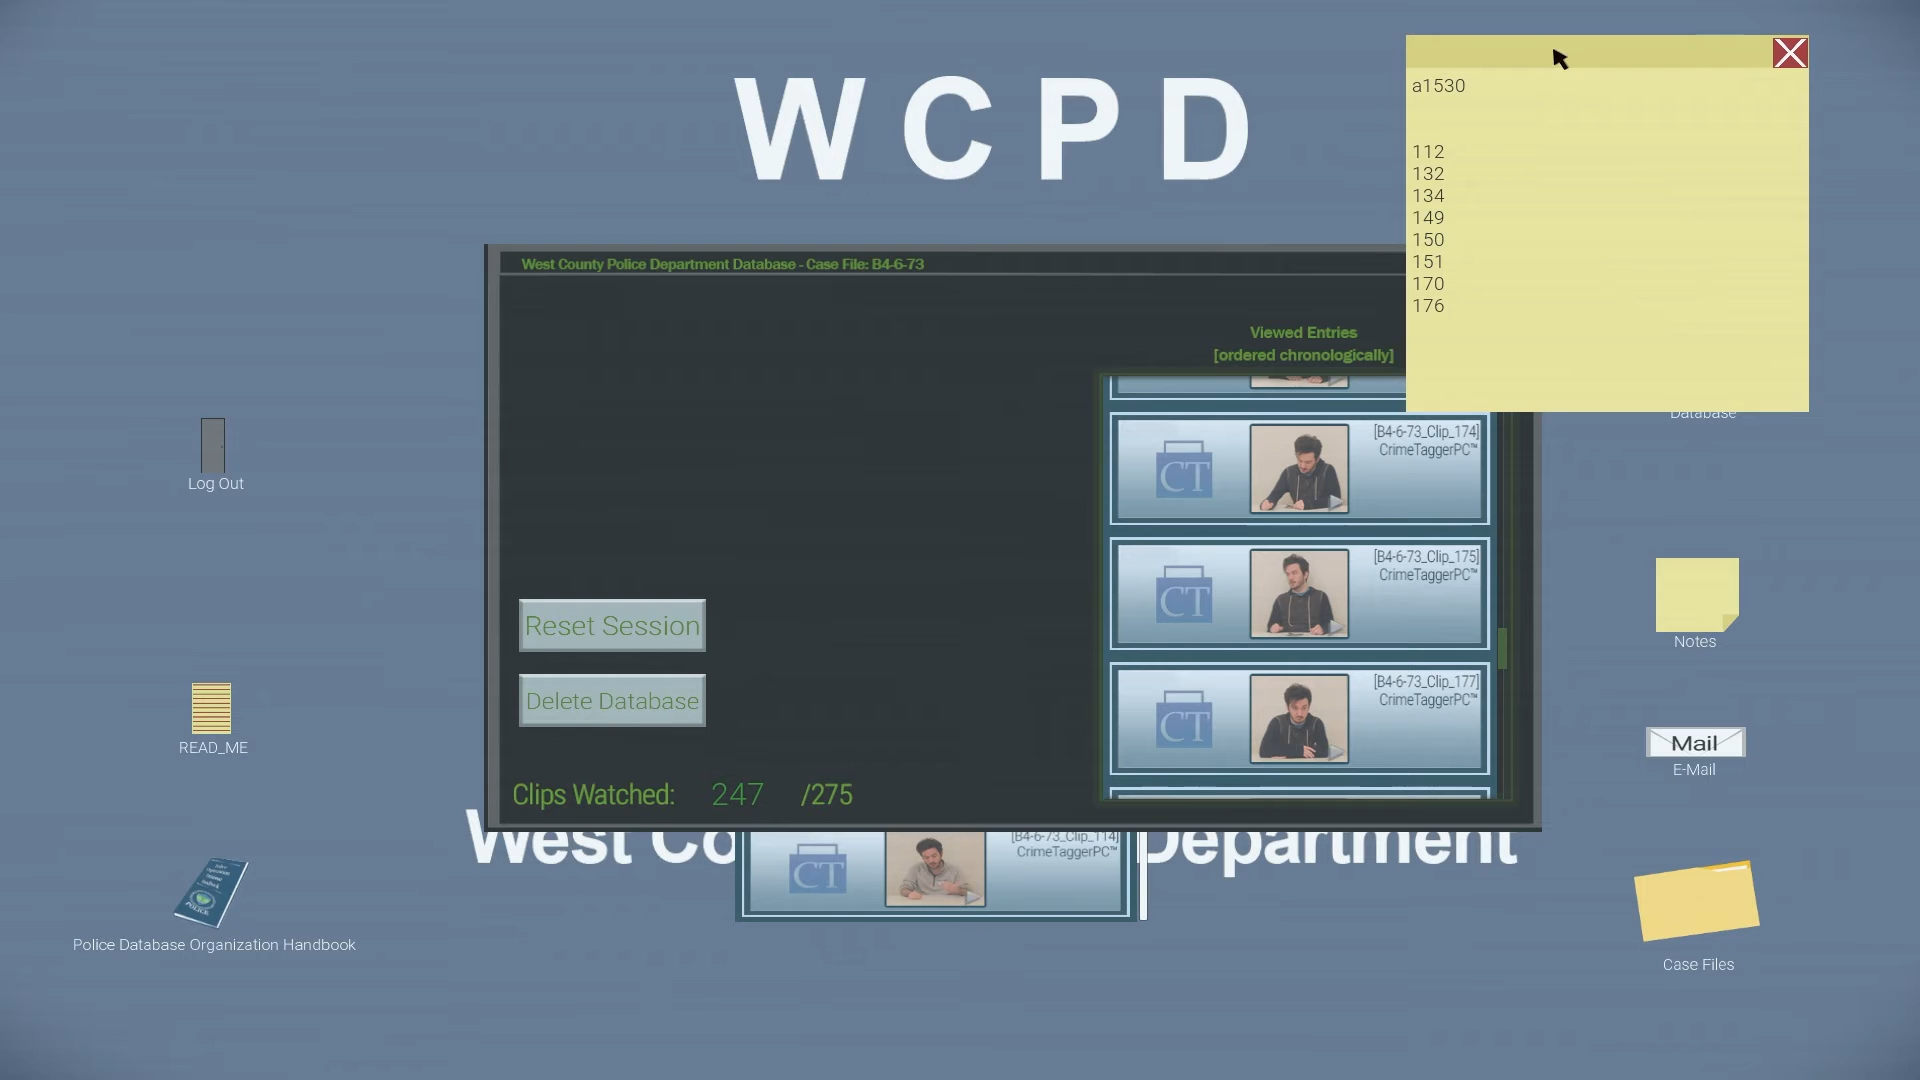 WCPD
a1530
112
132
134
149
150
151
170
176
West County Police Department Database - Case File: B4-6-73
Viewed Entries
[ordered chronologically]
Database
[B4-6-73_Clip_174]
CrimeTaggerPC™
CT
Log Out
[B4-6-73_Clip_175]
CrimeTaggerPC™
CT
Reset Session
Notes
[B4-6-73_Clip_177]
CrimeTaggerPC™
CT
Delete Database
READ_ME
Mail
E-Mail
Clips Watched: 247 /275
West Co
Department
[B4-6-73_Clip_114]
CrimeTaggerPC™
CT
POLICE
Police Database Organization Handbook
Case Files